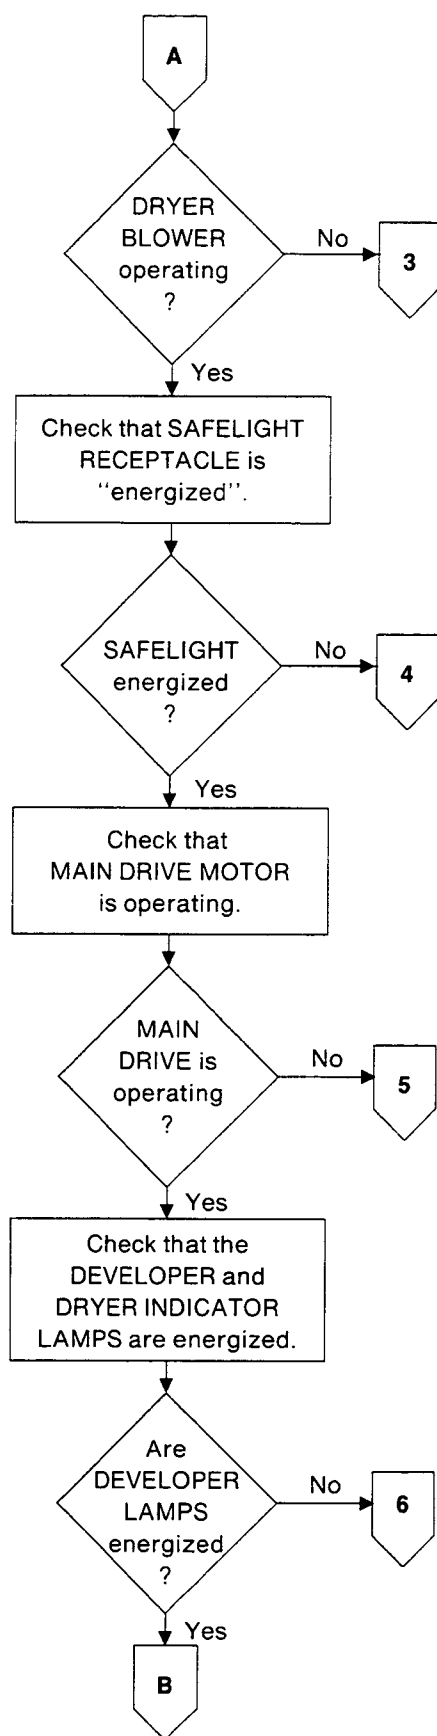 A
DRYER
BLOWER
operating
?
No
3
Yes
Check that SAFELIGHT
RECEPTACLE is
“energized”.
SAFELIGHT
energized
?
No
4
Yes
Check that
MAIN DRIVE MOTOR
is operating.
MAIN
DRIVE is
operating
?
No
5
Yes
Check that the
DEVELOPER and
DRYER INDICATOR
LAMPS are energized.
Are
DEVELOPER
LAMPS
energized
?
No
6
Yes
B